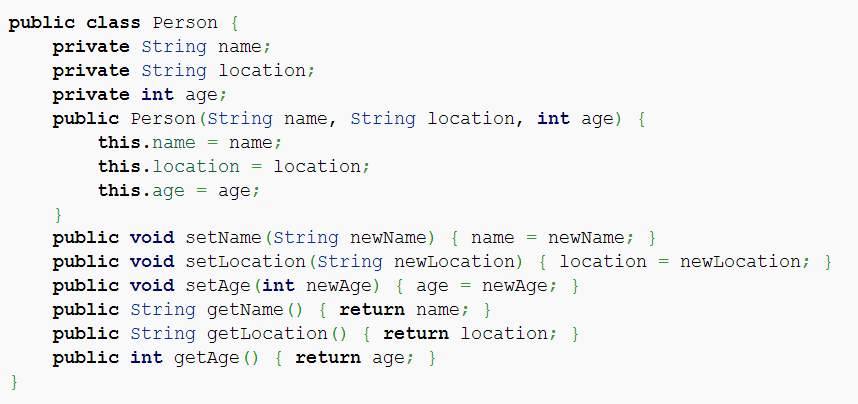 public class Person {
    private String name;
    private String location;
    private int age;
    public Person(String name, String location, int age) {
        this.name = name;
        this.location = location;
        this.age = age;
    }
    public void setName(String newName) { name = newName; }
    public void setLocation(String newLocation) { location = newLocation; }
    public void setAge(int newAge) { age = newAge; }
    public String getName() { return name; }
    public String getLocation() { return location; }
    public int getAge() { return age; }
}